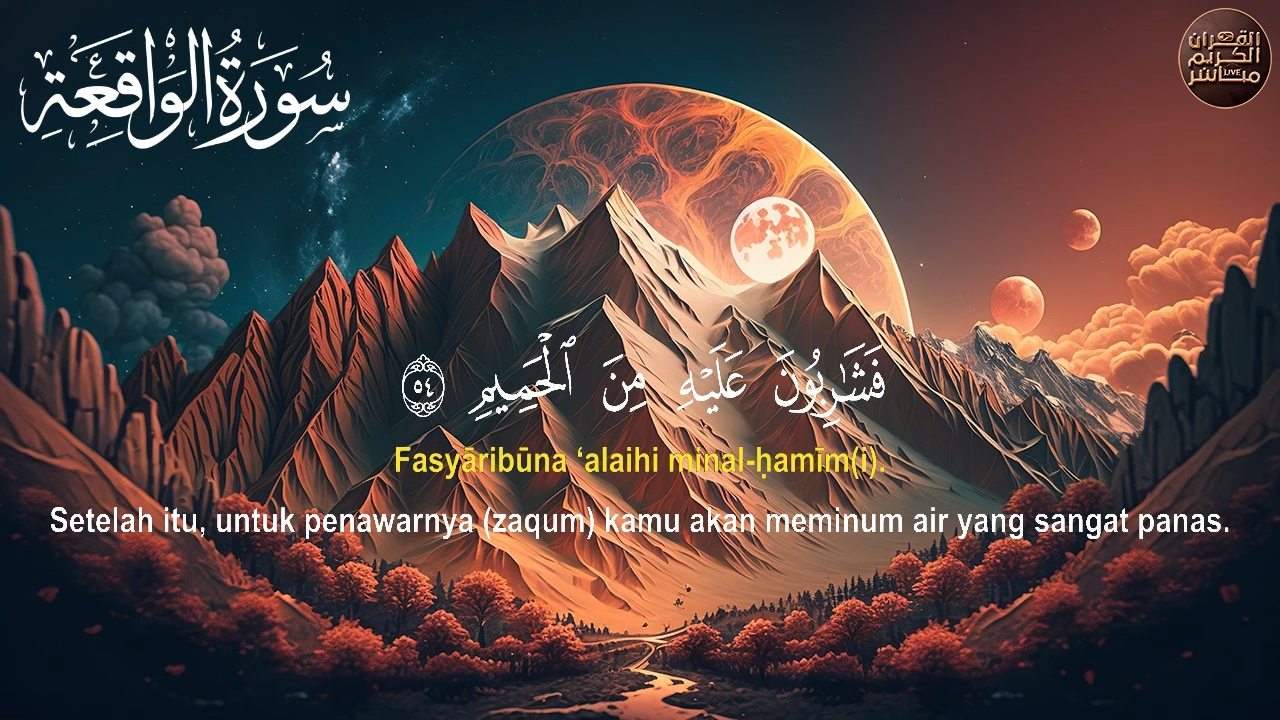 سُورَةُ الوَاقِعَةِ
القرآن
الكريم
مباشر
LIVE
فَشَٰرِبُونَ عَلَيْهِ مِنَ ٱلْحَمِيمِ ٥٤
Fasyāribūna ‘alaihi minal-ḥamīm(i).
Setelah itu, untuk penawarnya (zaqum) kamu akan meminum air yang sangat panas.